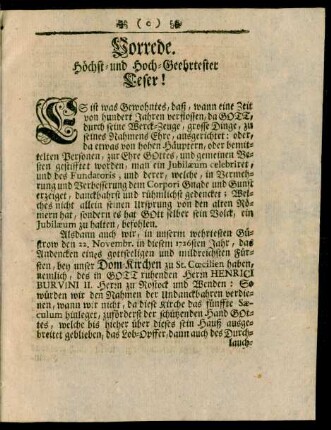 ( o )
Vorrede.
Höchst- und Hoch-Geehrtester
Leser!
ES ist was Gewohntes, daß, wann eine Zeit
von hundert Jahren verflossen, da GOTT,
durch seine Werck-Zeuge, grosse Dinge, zu
seines Nahmens Ehre, ausgerichtet: oder,
da etwas von hohen Häuptern, oder bemit-
telten Personen, zur Ehre GOttes, und gemeinen Be-
sten gestifftet worden, man ein Jubilæum celebriret,
und des Fundatoris, und derer, welche, in Vermeh-
rung und Verbesserung dem Corpori Gnade und Gunst
erzeiget, danckbahrst und rühmlichst gedencket: Wel-
ches nicht allein seinen Ursprung von den alten Rö-
mern hat, sondern es hat GOtt selber sein Volck, ein
Jubilæum zu halten, befohlen.
Alsdann auch wir, in unserm wehrtesten Güst-
row den 22. Novembr. in diesem 1726sten Jahr, das
Andencken eines gottseeligen und mildreichsten Für-
sten, bey unser Dom-Kirchen zu St. Cœcilien haben,
nemlich, des in GOTT ruhenden Herrn HENRICI
BURVINI II. Herrn zu Rostock und Wenden: So
würden wir den Nahmen der Undanckbahren verdie-
nen, wann wir nicht, da diese Kirche das fünffte Sæ-
culum hinleget, zuförderst der schützenden Hand GOt-
tes, welche bis hieher über dieses sein Hauß ausge-
breitet geblieben, das Lob-Opffer, dann auch des Durch-
lauch-